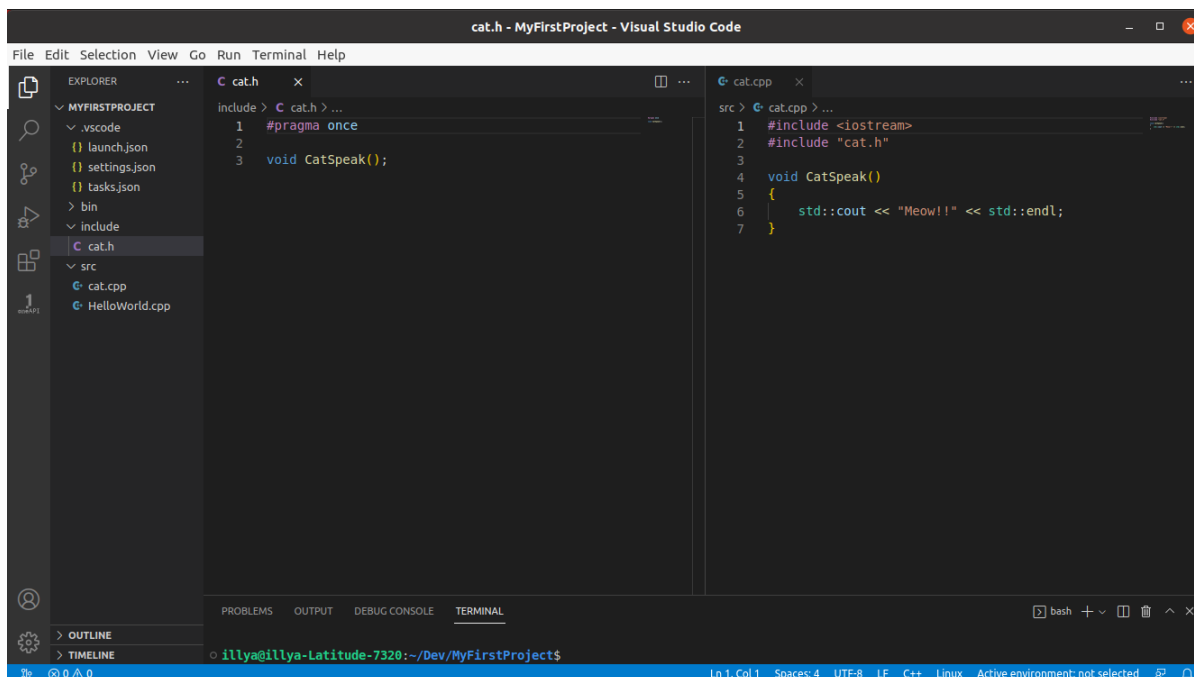 cat.h - MyFirstProject - Visual Studio Code
File Edit Selection View Go Run Terminal Help
EXPLORER
MYFIRSTPROJECT
.vscode
{} launch.json
{} settings.json
{} tasks.json
> bin
include
C cat.h
src
cat.cpp
HelloWorld.cpp
oneAPI
> OUTLINE
> TIMELINE
C cat.h
include > C cat.h > ...
1 #pragma once
2
3 void CatSpeak();
cat.cpp
src > cat.cpp > ...
1 #include <iostream>
2 #include "cat.h"
3
4 void CatSpeak()
5 {
6 std::cout << "Meow!!" << std::endl;
7 }
PROBLEMS OUTPUT DEBUG CONSOLE TERMINAL
bash
illya@illya-Latitude-7320:~/Dev/MyFirstProject$
0 0 Ln 1, Col 1 Spaces: 4 UTF-8 LF C++ Linux Active environment: not selected